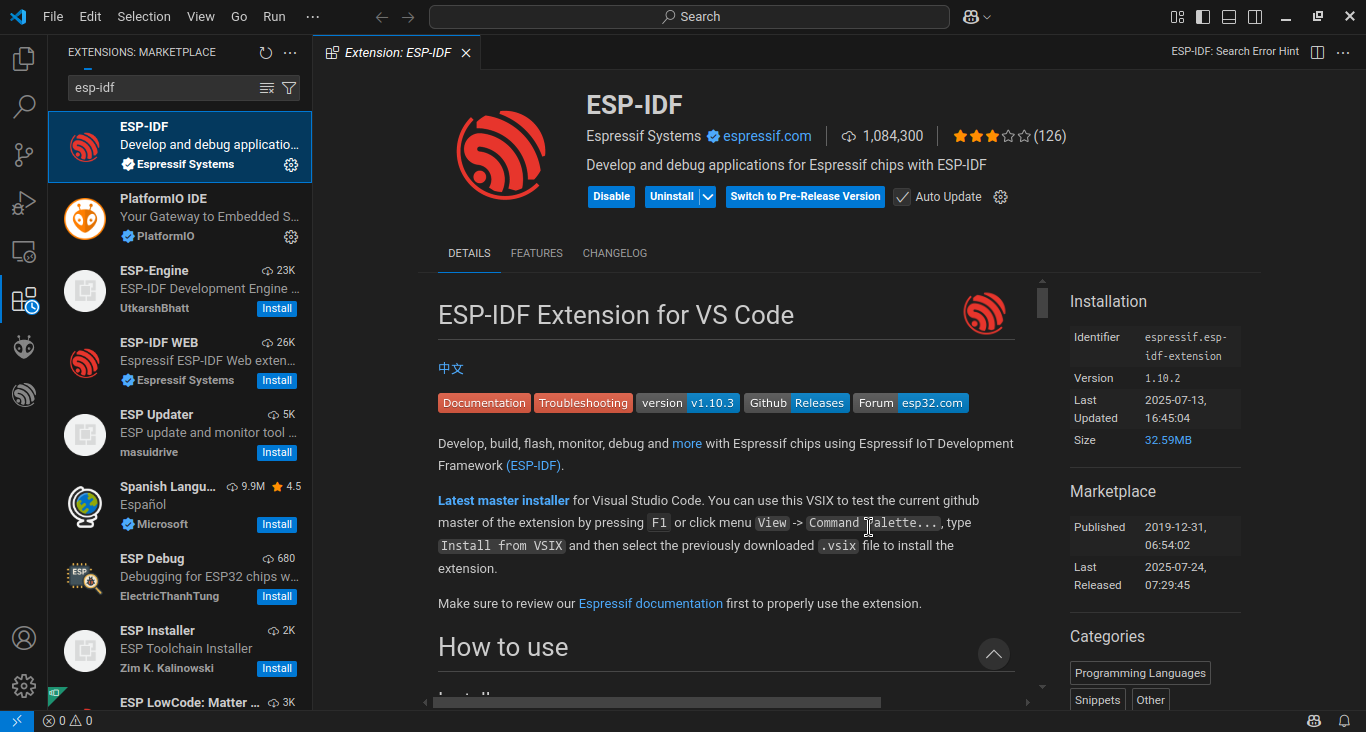 File Edit Selection View Go Run ···
Search
EXTENSIONS: MARKETPLACE
esp-idf
ESP-IDF
Develop and debug applicatio...
Espressif Systems
PlatformIO IDE
Your Gateway to Embedded S...
PlatformIO
ESP-Engine 23K
ESP-IDF Development Engine ...
UtkarshBhatt Install
ESP-IDF WEB 26K
Espressif ESP-IDF Web exten...
Espressif Systems Install
ESP Updater 5K
ESP update and monitor tool ...
masuidrive Install
Spanish Langu... 9.9M 4.5
Español
Microsoft Install
ESP Debug 680
Debugging for ESP32 chips w...
ElectricThanhTung Install
ESP Installer 2K
ESP Toolchain Installer
Zim K. Kalinowski Install
ESP LowCode: Matter ... 3K
Extension: ESP-IDF
ESP-IDF: Search Error Hint
ESP-IDF
Espressif Systems espressif.com 1,084,300 (126)
Develop and debug applications for Espressif chips with ESP-IDF
Disable Uninstall Switch to Pre-Release Version Auto Update
DETAILS FEATURES CHANGELOG
ESP-IDF Extension for VS Code
中文
Documentation Troubleshooting version v1.10.3 Github Releases Forum esp32.com
Develop, build, flash, monitor, debug and more with Espressif chips using Espressif IoT Development
Framework (ESP-IDF).
Latest master installer for Visual Studio Code. You can use this VSIX to test the current github
master of the extension by pressing F1 or click menu View -> Command Palette..., type
Install from VSIX and then select the previously downloaded .vsix file to install the
extension.
Make sure to review our Espressif documentation first to properly use the extension.
How to use
Installation
Identifier espressif.esp-
idf-extension
Version 1.10.2
Last 2025-07-13,
Updated 16:45:04
Size 32.59MB
Marketplace
Published 2019-12-31,
06:54:02
Last 2025-07-24,
Released 07:29:45
Categories
Programming Languages
Snippets Other
0 0